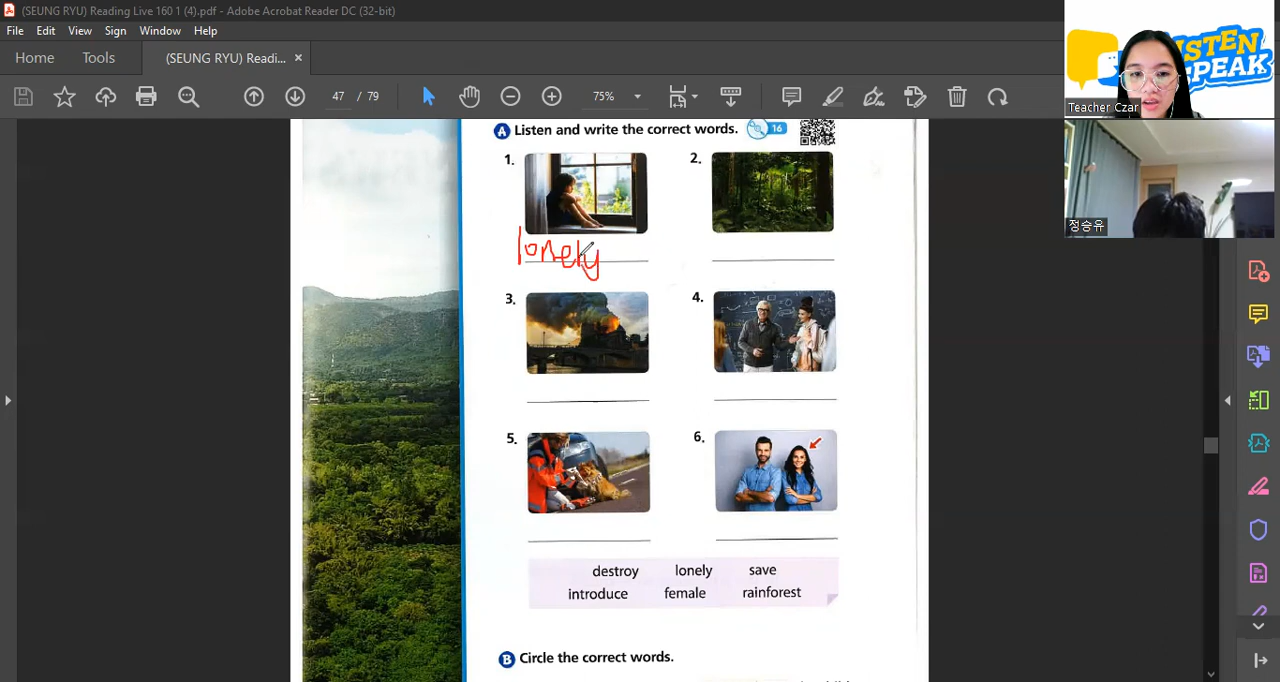 (SEUNG RYU) Reading Live 160 1 (4).pdf - Adobe Acrobat Reader DC (32-bit)
File Edit View Sign Window Help
Home Tools (SEUNG RYU) Readi... ×
47 / 79 75%
LISTEN
SPEAK
Teacher Czar
정승유
A Listen and write the correct words. 16
1. 2.
lonely
3. 4.
5. 6.
destroy lonely save
introduce female rainforest
B Circle the correct words.